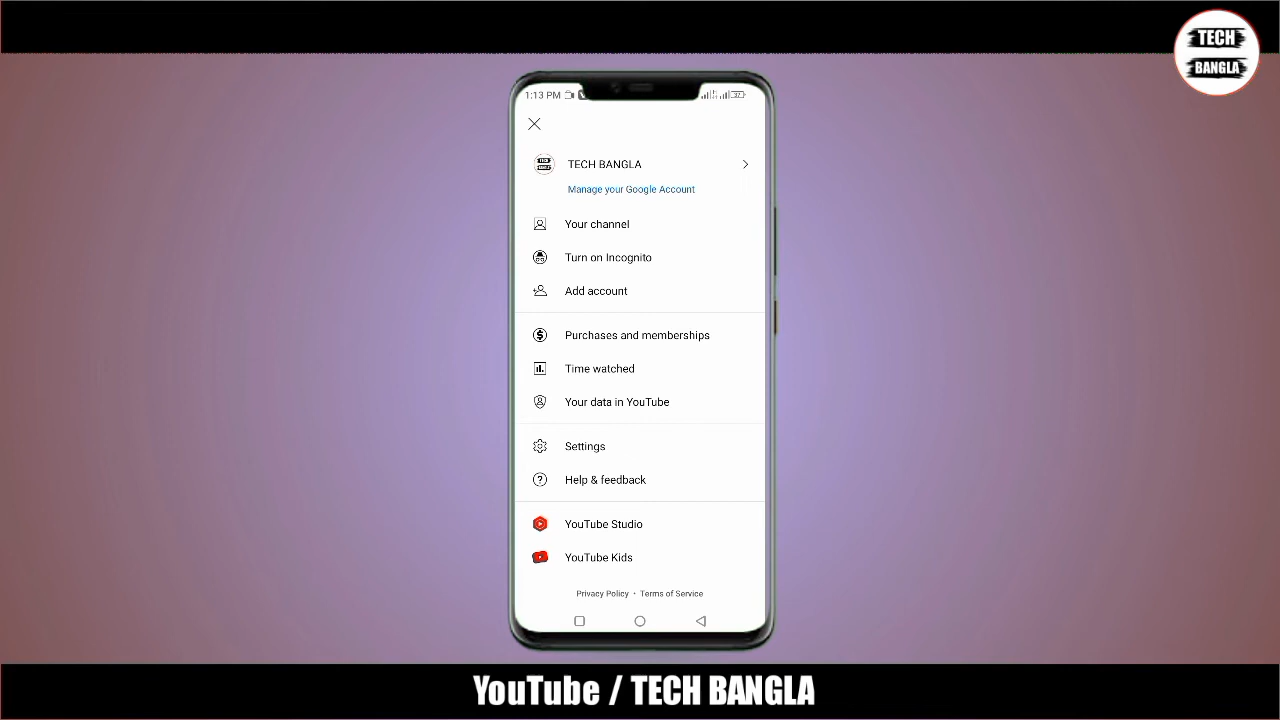 TECH
BANGLA
1:13 PM
37
TECH BANGLA
Manage your Google Account
Your channel
Turn on Incognito
Add account
Purchases and memberships
Time watched
Your data in YouTube
Settings
Help & feedback
YouTube Studio
YouTube Kids
Privacy Policy • Terms of Service
YouTube / TECH BANGLA